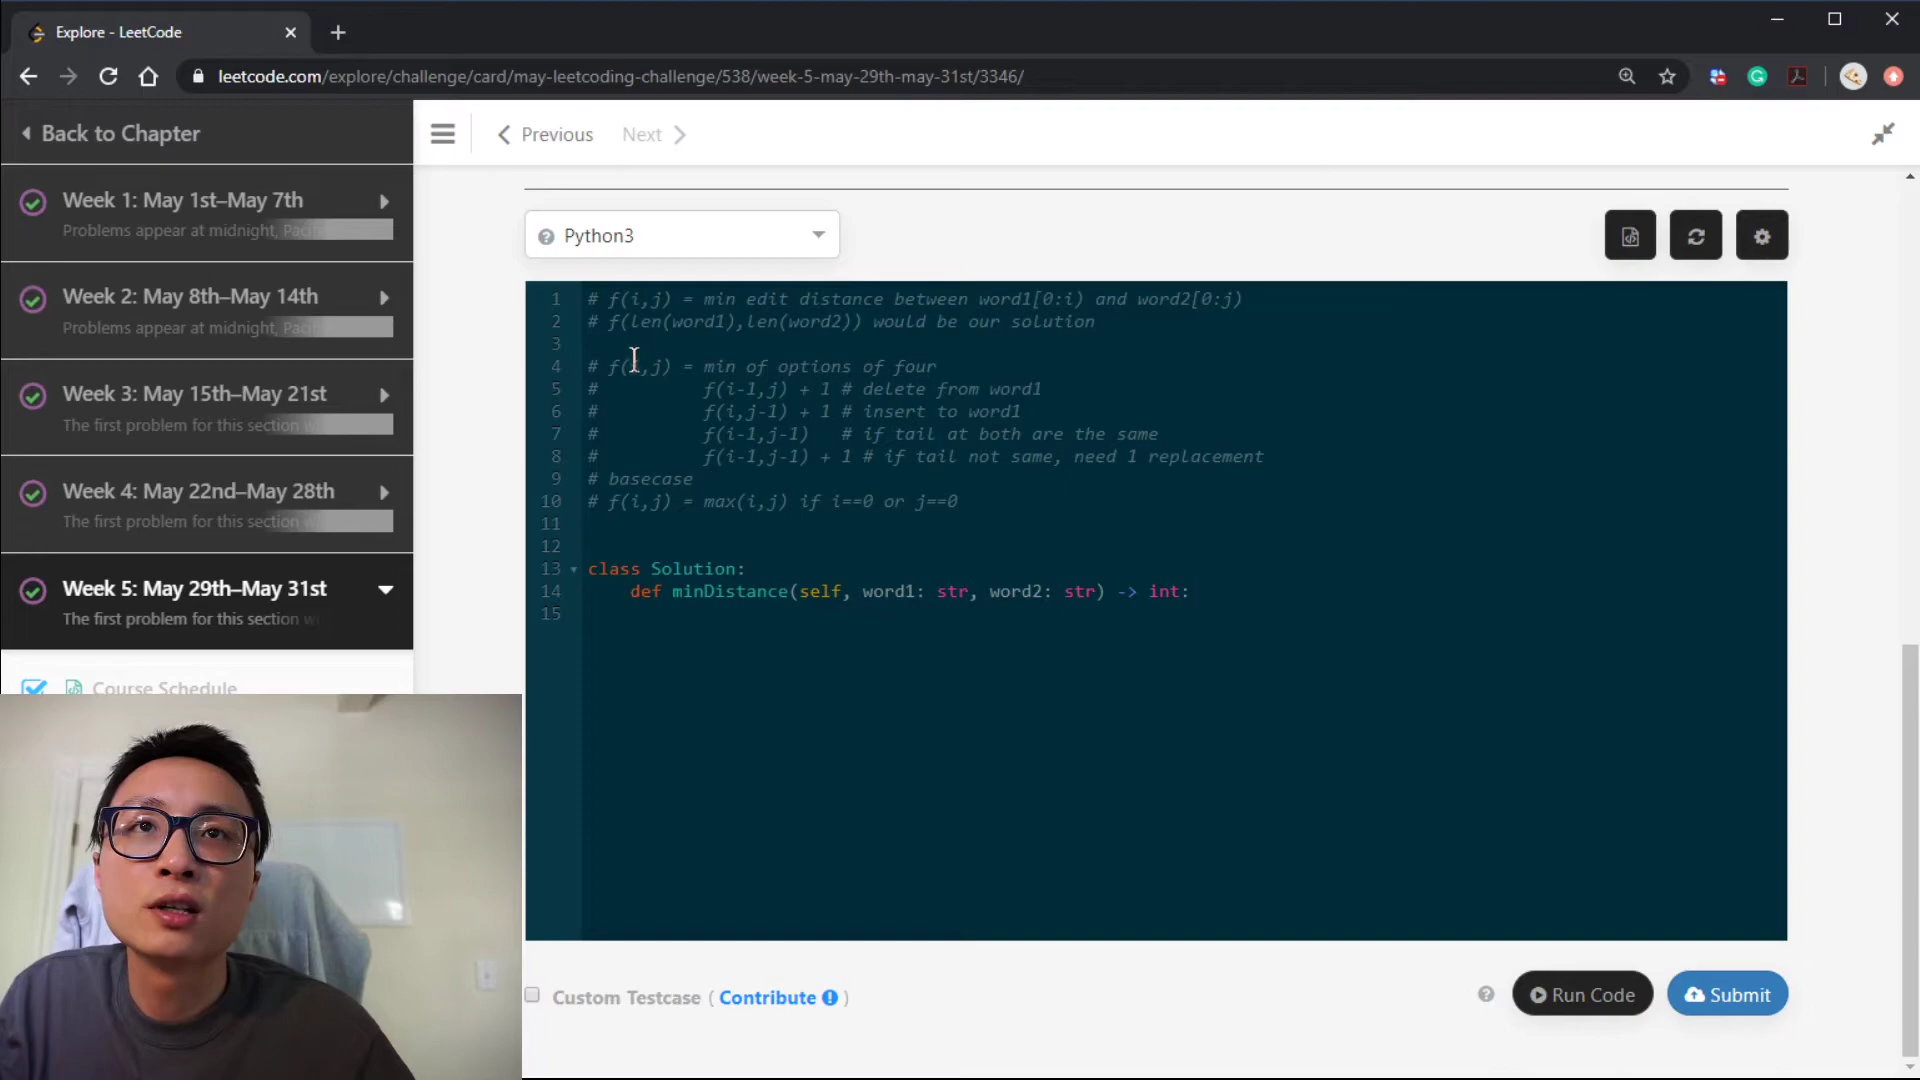 Explore - LeetCode
leetcode.com/explore/challenge/card/may-leetcoding-challenge/538/week-5-may-29th-may-31st/3346/
Back to Chapter
Previous Next
Week 1: May 1st–May 7th
Problems appear at midnight, Pacif
Week 2: May 8th–May 14th
Problems appear at midnight, Pacif
Week 3: May 15th–May 21st
The first problem for this section w
Week 4: May 22nd–May 28th
The first problem for this section w
Week 5: May 29th–May 31st
The first problem for this section w
Course Schedule
Python3
1 # f(i,j) = min edit distance between word1[0:i) and word2[0:j)
2 # f(len(word1),len(word2)) would be our solution
3
4 # f(i,j) = min of options of four
5 # f(i-1,j) + 1 # delete from word1
6 # f(i,j-1) + 1 # insert to word1
7 # f(i-1,j-1) # if tail at both are the same
8 # f(i-1,j-1) + 1 # if tail not same, need 1 replacement
9 # basecase
10 # f(i,j) = max(i,j) if i==0 or j==0
11
12
13 class Solution:
14 def minDistance(self, word1: str, word2: str) -> int:
15
Custom Testcase ( Contribute )
Run Code
Submit